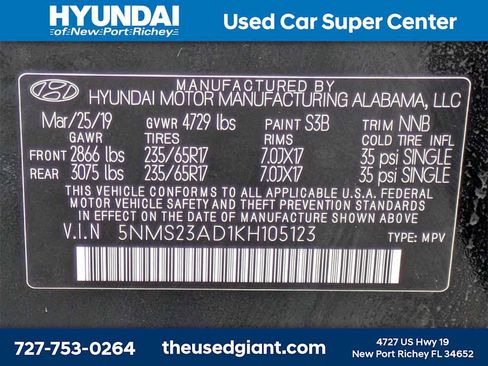 HYUNDAI
of New Port Richey
Used Car Super Center
MANUFACTURED BY
HYUNDAI MOTOR MANUFACTURING ALABAMA, LLC
Mar/25/19 GVWR 4729 lbs PAINT S3B TRIM NNB
GAWR TIRES RIMS COLD TIRE INFL
FRONT 2866 lbs 235/65R17 7.0JX17 35 psi SINGLE
REAR 3075 lbs 235/65R17 7.0JX17 35 psi SINGLE
THIS VEHICLE CONFORMS TO ALL APPLICABLE U.S.A. FEDERAL
MOTOR VEHICLE SAFETY AND THEFT PREVENTION STANDARDS
IN EFFECT ON THE DATE OF MANUFACTURE SHOWN ABOVE.
V.I.N 5NMS23AD1KH105123 TYPE: MPV
727-753-0264
theusedgiant.com
4727 US Hwy 19
New Port Richey FL 34652